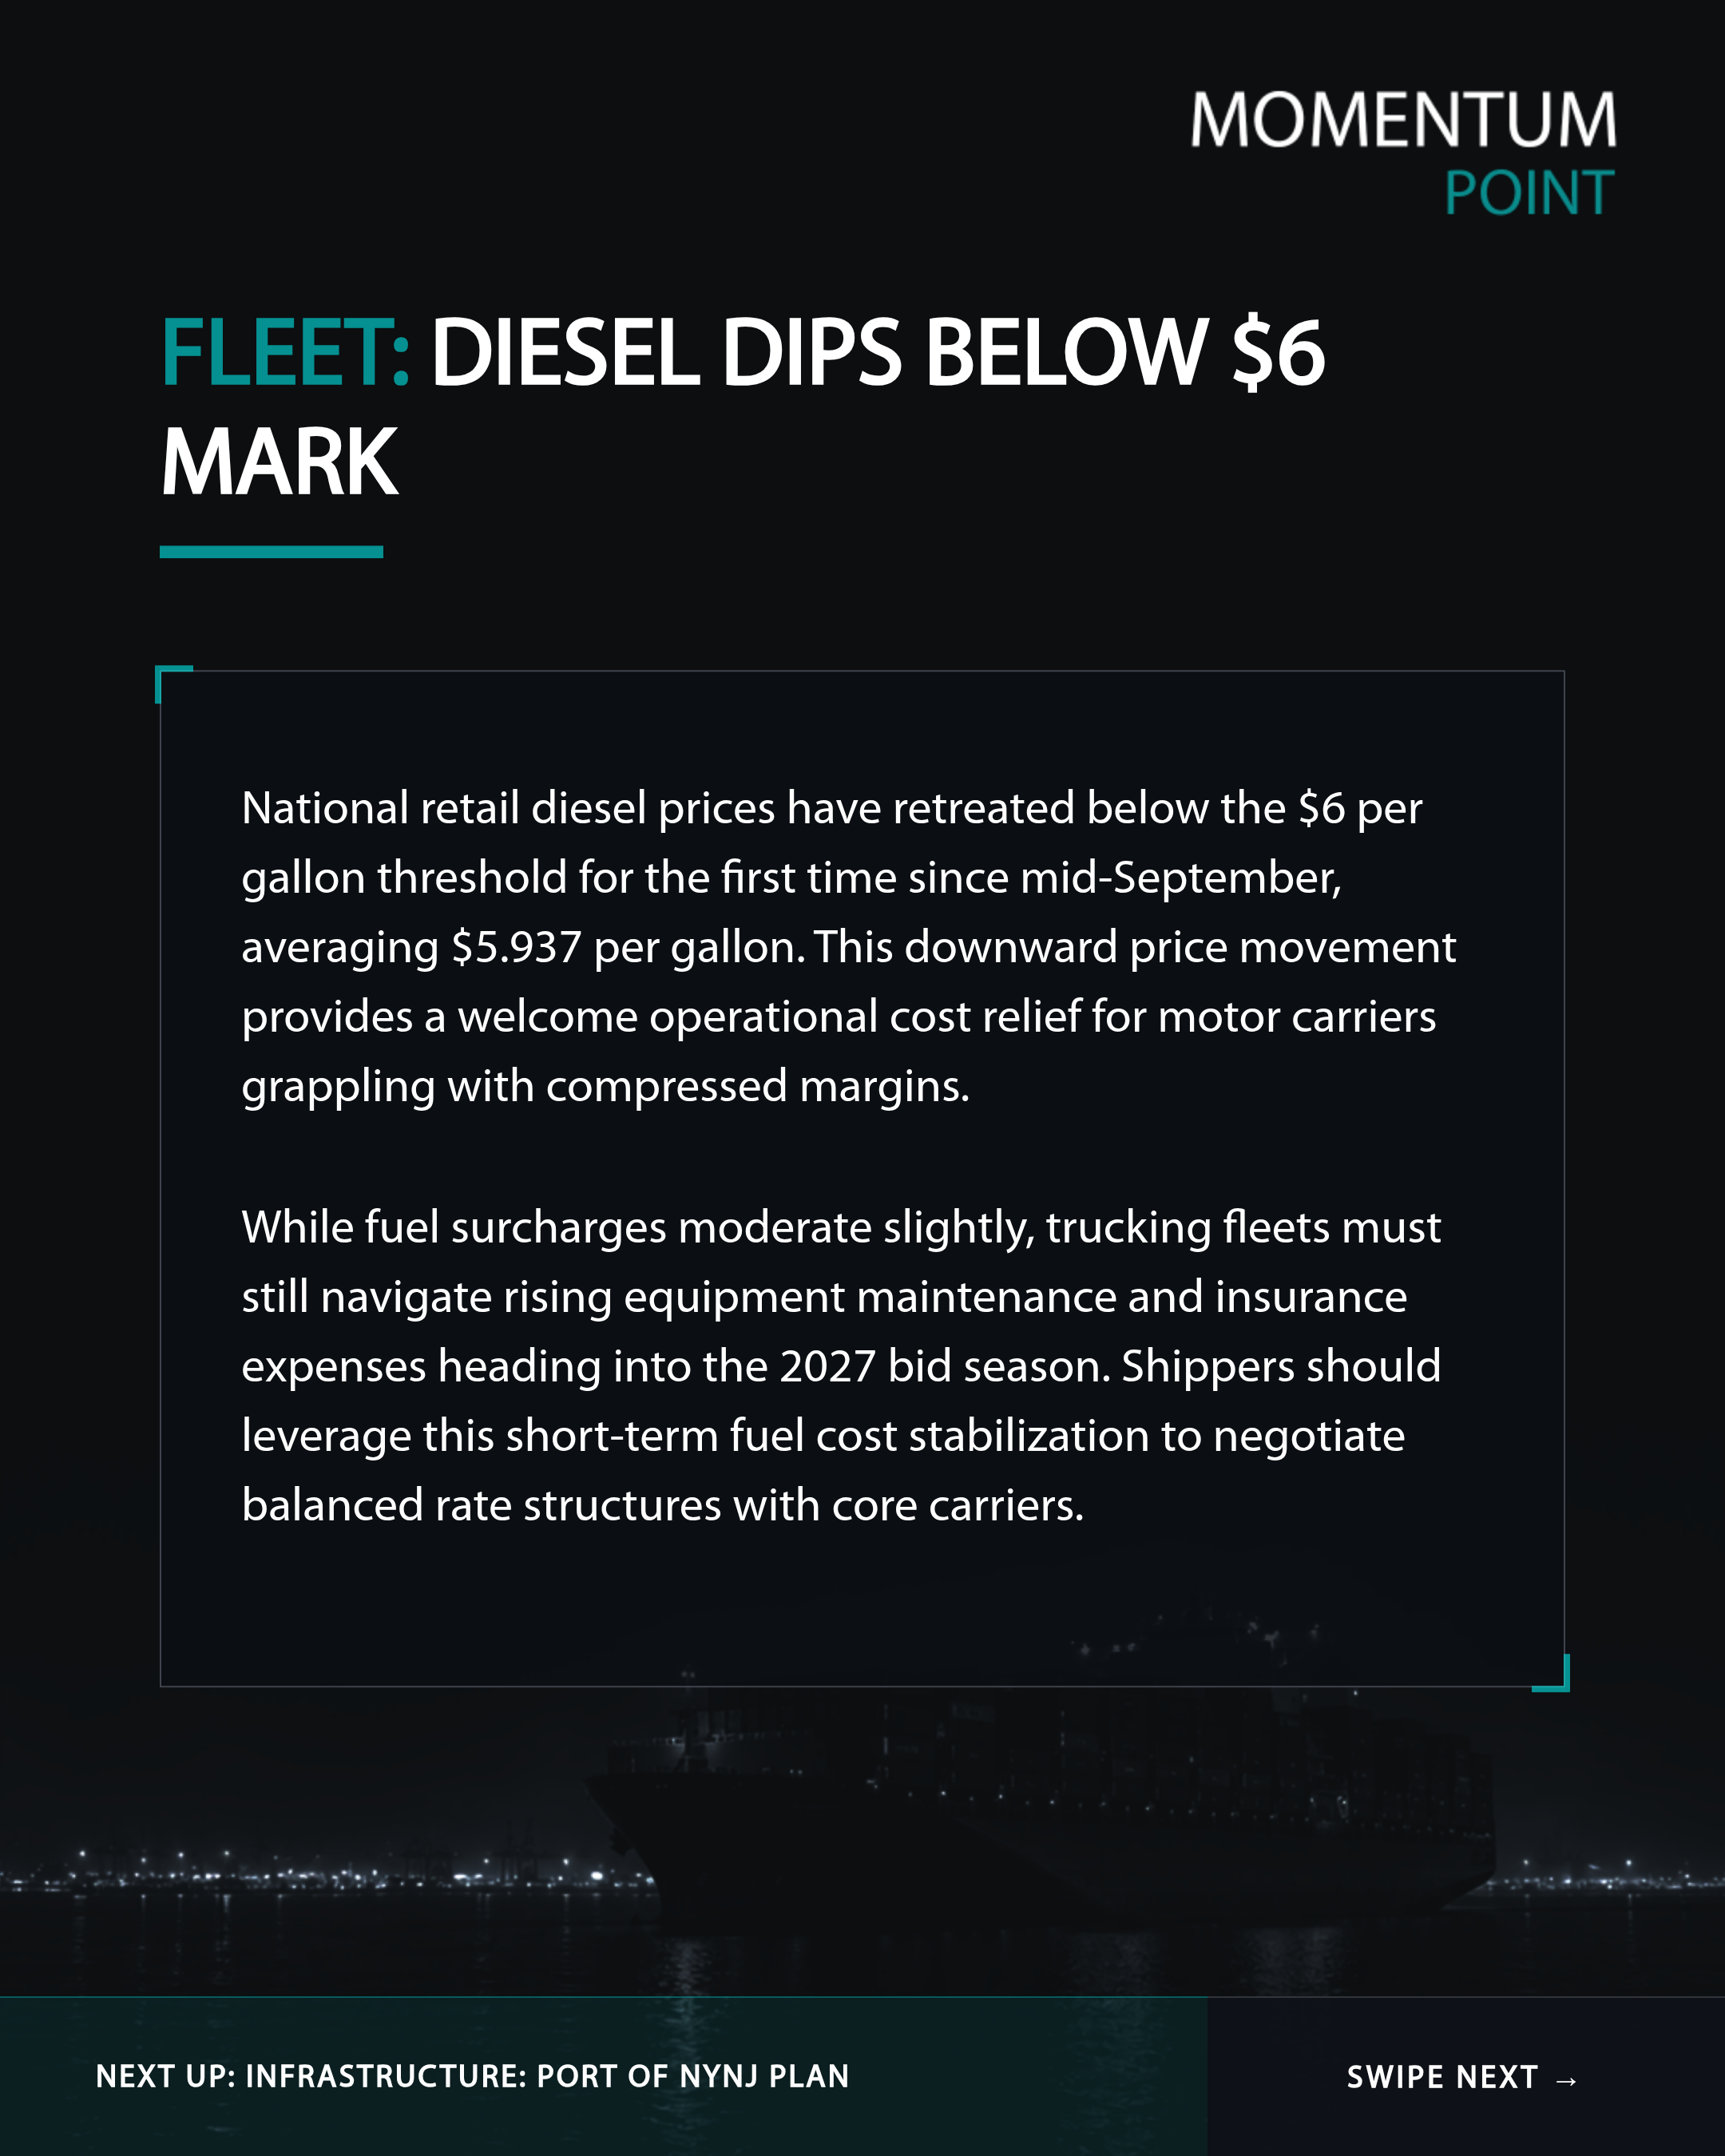 MOMENTUM
POINT
FLEET: DIESEL DIPS BELOW $6
MARK
National retail diesel prices have retreated below the $6 per
gallon threshold for the first time since mid-September,
averaging $5.937 per gallon. This downward price movement
provides a welcome operational cost relief for motor carriers
grappling with compressed margins.
While fuel surcharges moderate slightly, trucking fleets must
still navigate rising equipment maintenance and insurance
expenses heading into the 2027 bid season. Shippers should
leverage this short-term fuel cost stabilization to negotiate
balanced rate structures with core carriers.
NEXT UP: INFRASTRUCTURE: PORT OF NYNJ PLAN
SWIPE NEXT →